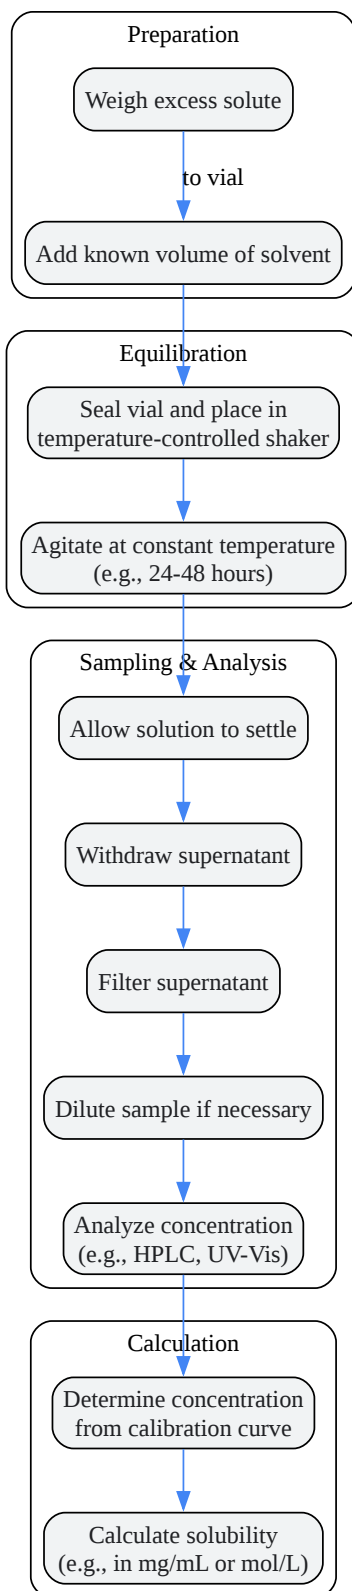 Preparation
Weigh excess solute
to vial
Add known volume of solvent
Equilibration
Seal vial and place in
temperature-controlled shaker
Agitate at constant temperature
(e.g., 24-48 hours)
Sampling & Analysis
Allow solution to settle
Withdraw supernatant
Filter supernatant
Dilute sample if necessary
Analyze concentration
(e.g., HPLC, UV-Vis)
Calculation
Determine concentration
from calibration curve
Calculate solubility
(e.g., in mg/mL or mol/L)